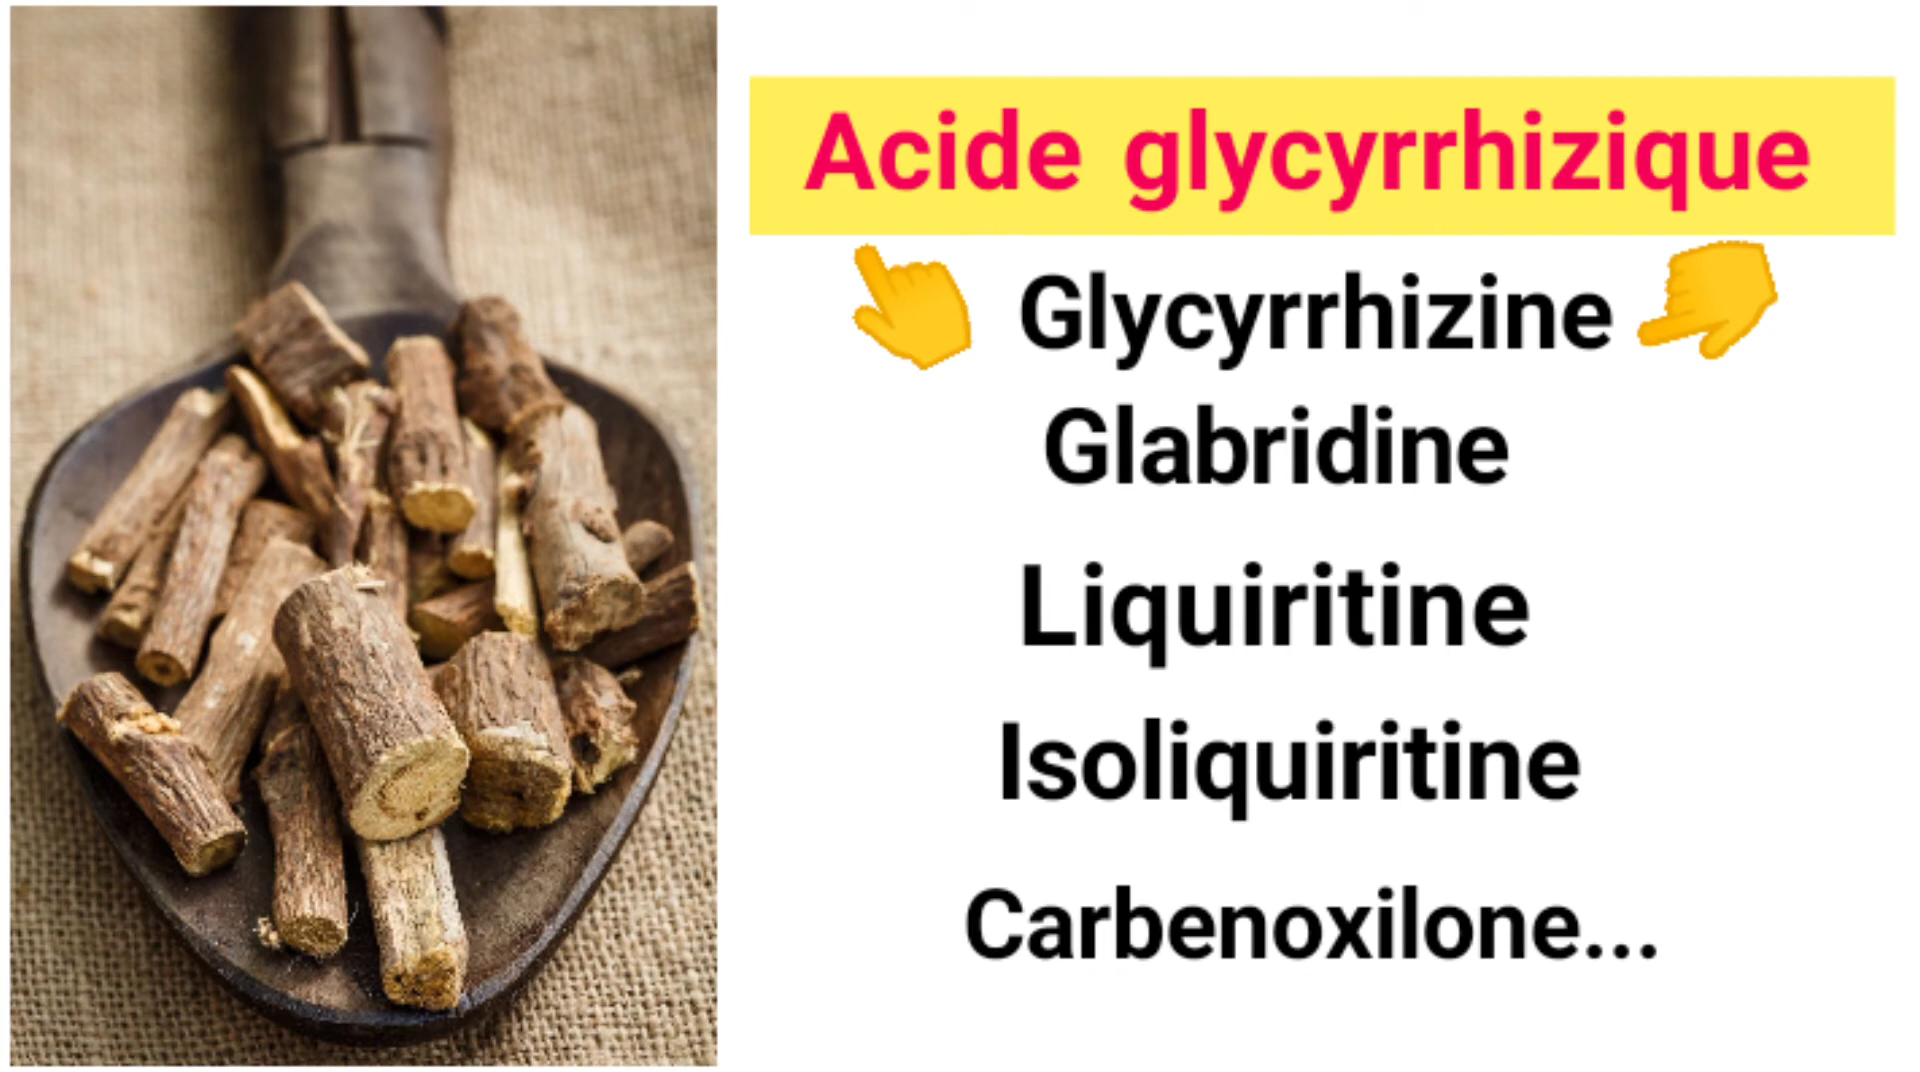 Acide glycyrrhizique
Glycyrrhizine
Glabridine
Liquiritine
Isoliquiritine
Carbenoxilone...